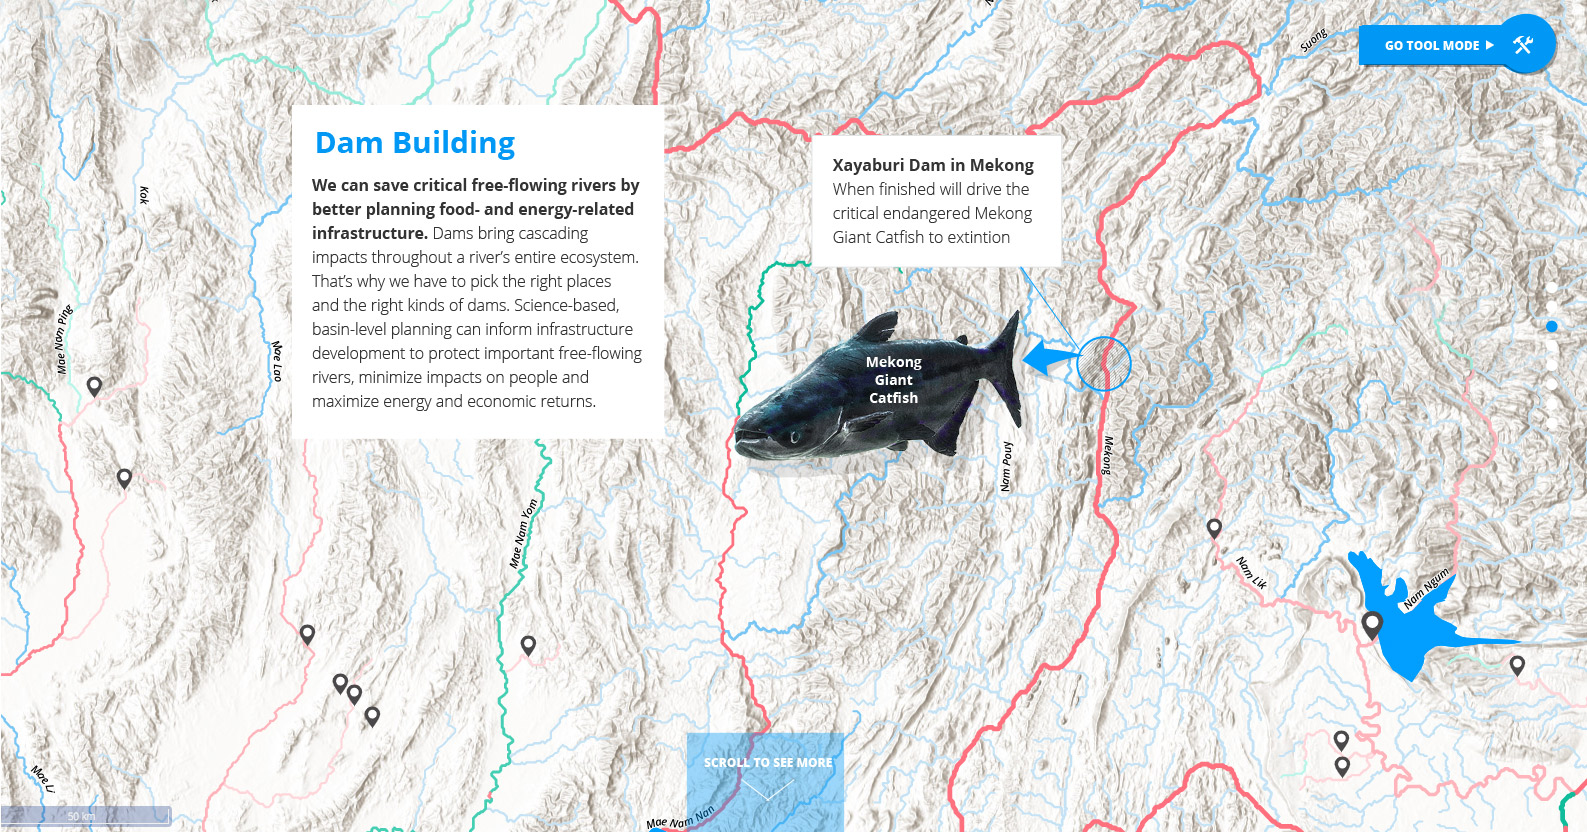 Suong
GO TOOL MODE
Dam Building
We can save critical free-flowing rivers by
better planning food- and energy-related
infrastructure. Dams bring cascading
impacts throughout a river's entire ecosystem.
That's why we have to pick the right places
and the right kinds of dams. Science-based,
basin-level planning can inform infrastructure
development to protect important free-flowing
rivers, minimize impacts on people and
maximize energy and economic returns.
Xayaburi Dam in Mekong
When finished will drive the
critical endangered Mekong
Giant Catfish to extintion
Kok
Mae Nam Ping
Mae Lao
Mekong
Giant
Catfish
Nam Pouy
Mekong
Mae Nam Yom
Nam Lik
Nam Ngum
SCROLL TO SEE MORE
Mae Li
50 km
Mae Nam Nan